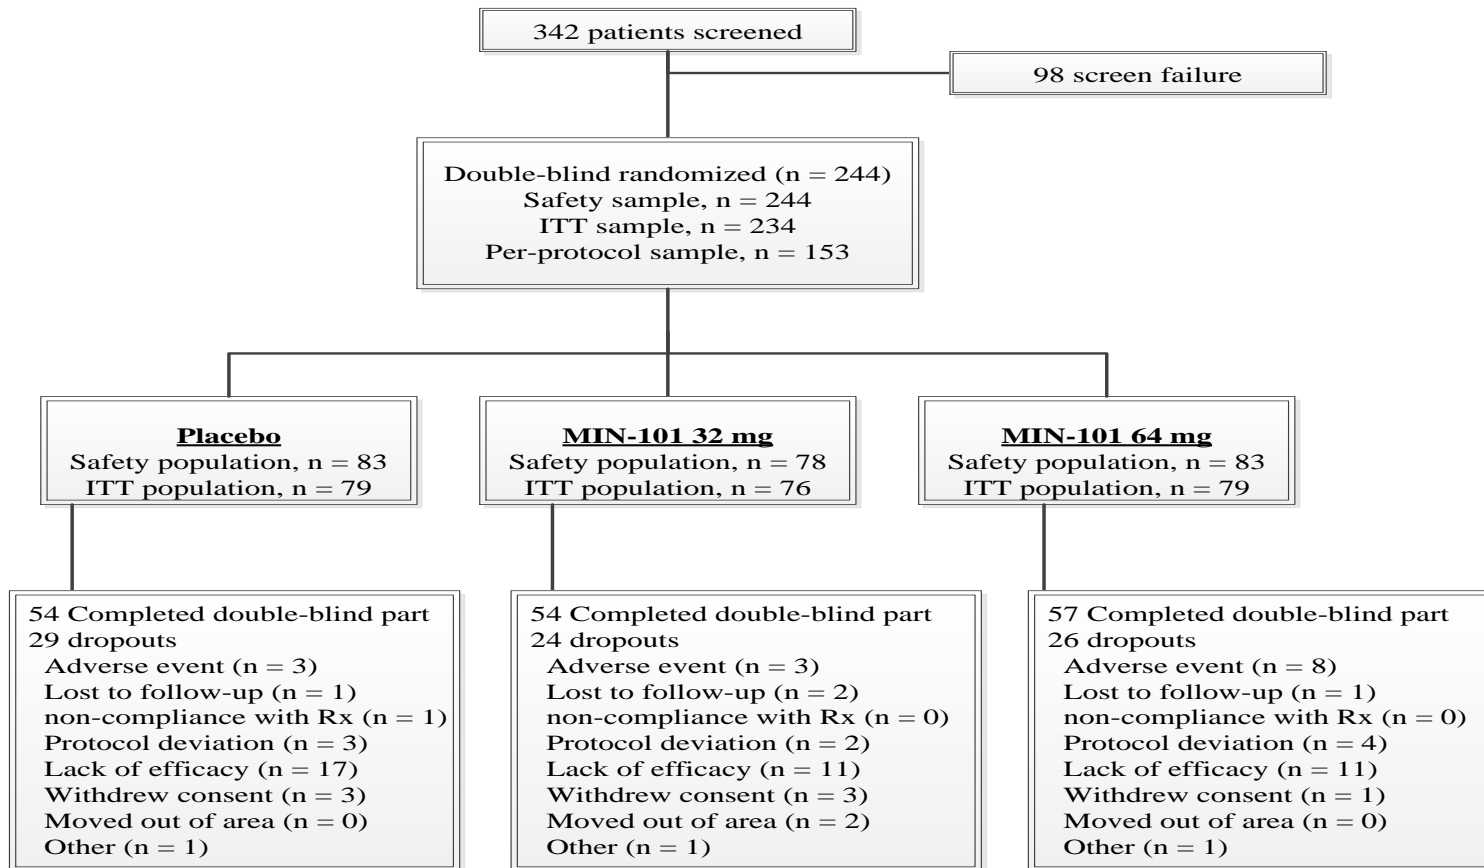 342 patients screened
98 screen failure
Double-blind randomized (n = 244)
Safety sample, n = 244
ITT sample, n = 234
Per-protocol sample, n = 153
Placebo
Safety population, n = 83
ITT population, n = 79
MIN-101 32 mg
Safety population, n = 78
ITT population, n = 76
MIN-101 64 mg
Safety population, n = 83
ITT population, n = 79
54 Completed double-blind part
29 dropouts
Adverse event (n = 3)
Lost to follow-up (n = 1)
non-compliance with Rx (n = 1)
Protocol deviation (n = 3)
Lack of efficacy (n = 17)
Withdrew consent (n = 3)
Moved out of area (n = 0)
Other (n = 1)
54 Completed double-blind part
24 dropouts
Adverse event (n = 3)
Lost to follow-up (n = 2)
non-compliance with Rx (n = 0)
Protocol deviation (n = 2)
Lack of efficacy (n = 11)
Withdrew consent (n = 3)
Moved out of area (n = 2)
Other (n = 1)
57 Completed double-blind part
26 dropouts
Adverse event (n = 8)
Lost to follow-up (n = 1)
non-compliance with Rx (n = 0)
Protocol deviation (n = 4)
Lack of efficacy (n = 11)
Withdrew consent (n = 1)
Moved out of area (n = 0)
Other (n = 1)